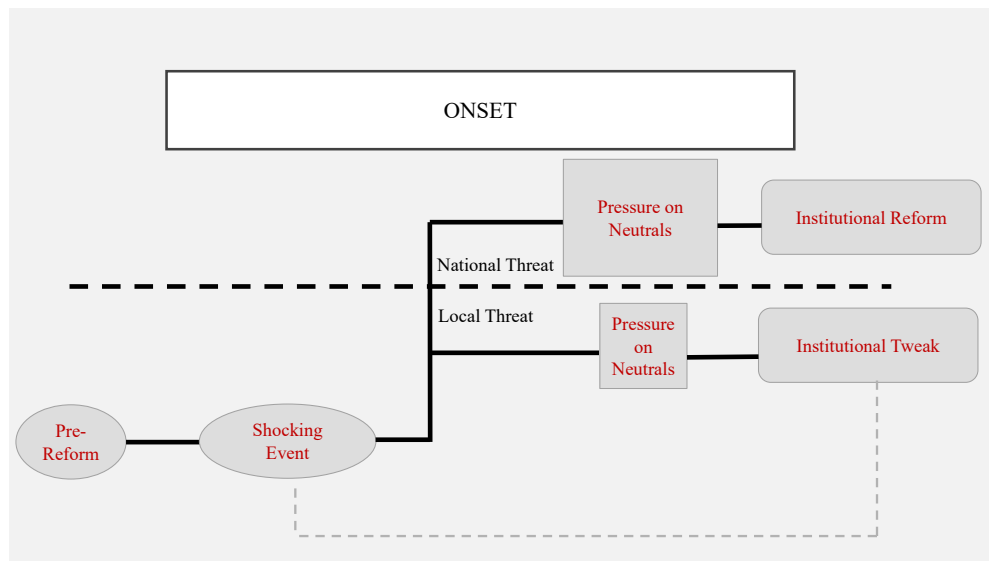 ONSET
Pressure on
Neutrals
Institutional Reform
National Threat
Local Threat
Pressure
on
Neutrals
Institutional Tweak
Pre-
Reform
Shocking
Event